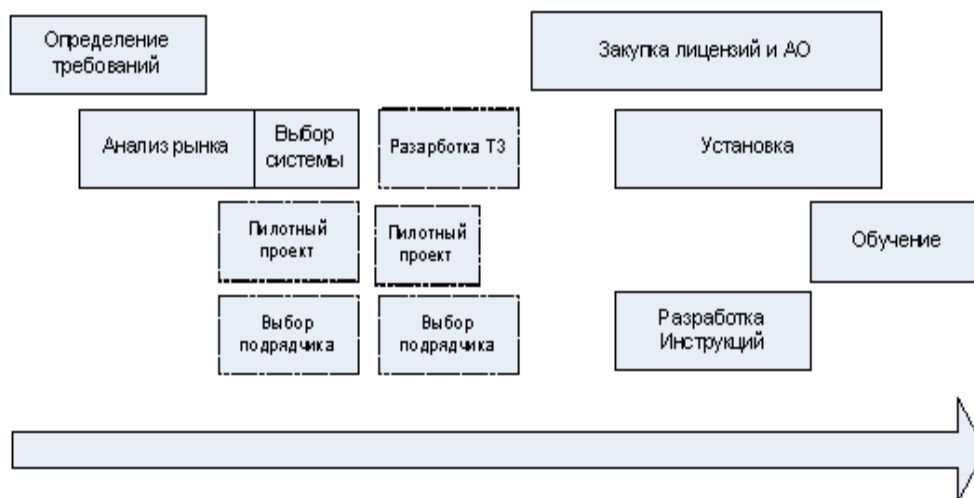 Определение
требований
Закупка лицензий и АО
Анализ рынка
Выбор
системы
Разарботка ТЗ
Установка
Пилотный
проект
Пилотный
проект
Обучение
Выбор
подрядчика
Выбор
подрядчика
Разработка
Инструкций